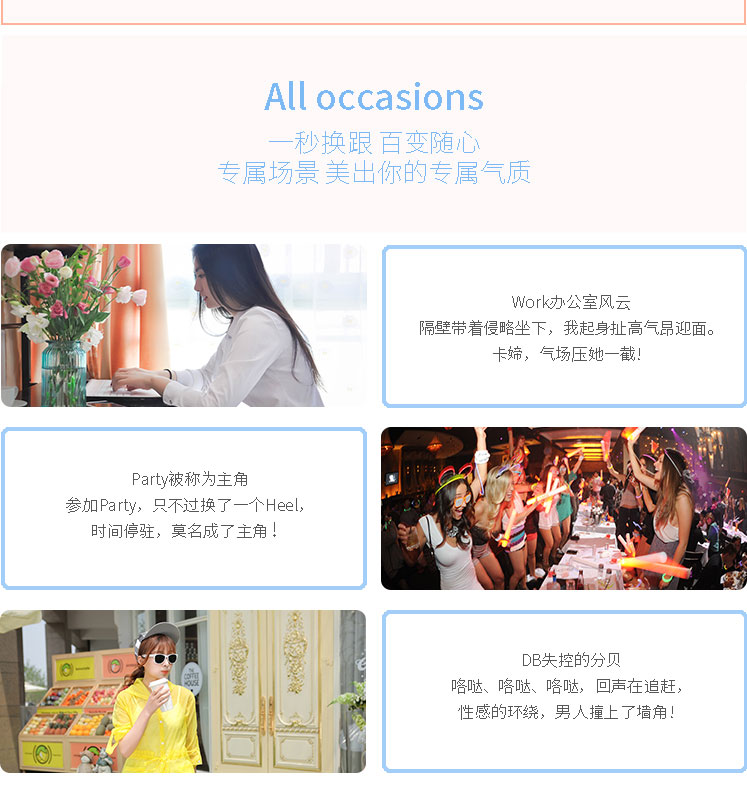 All occasions
一秒换跟 百变随心
专属场景 美出你的专属气质
Work办公室风云
隔壁带着侵略坐下，我起身扯高气昂迎面。
卡婍，气场压她一截!
Party被称为主角
参加Party，只不过换了一个Heel，
时间停驻，莫名成了主角！
THE
COFFEE
HOUSE
DB失控的分贝
咯哒、咯哒、咯哒，回声在追赶，
性感的环绕，男人撞上了墙角!